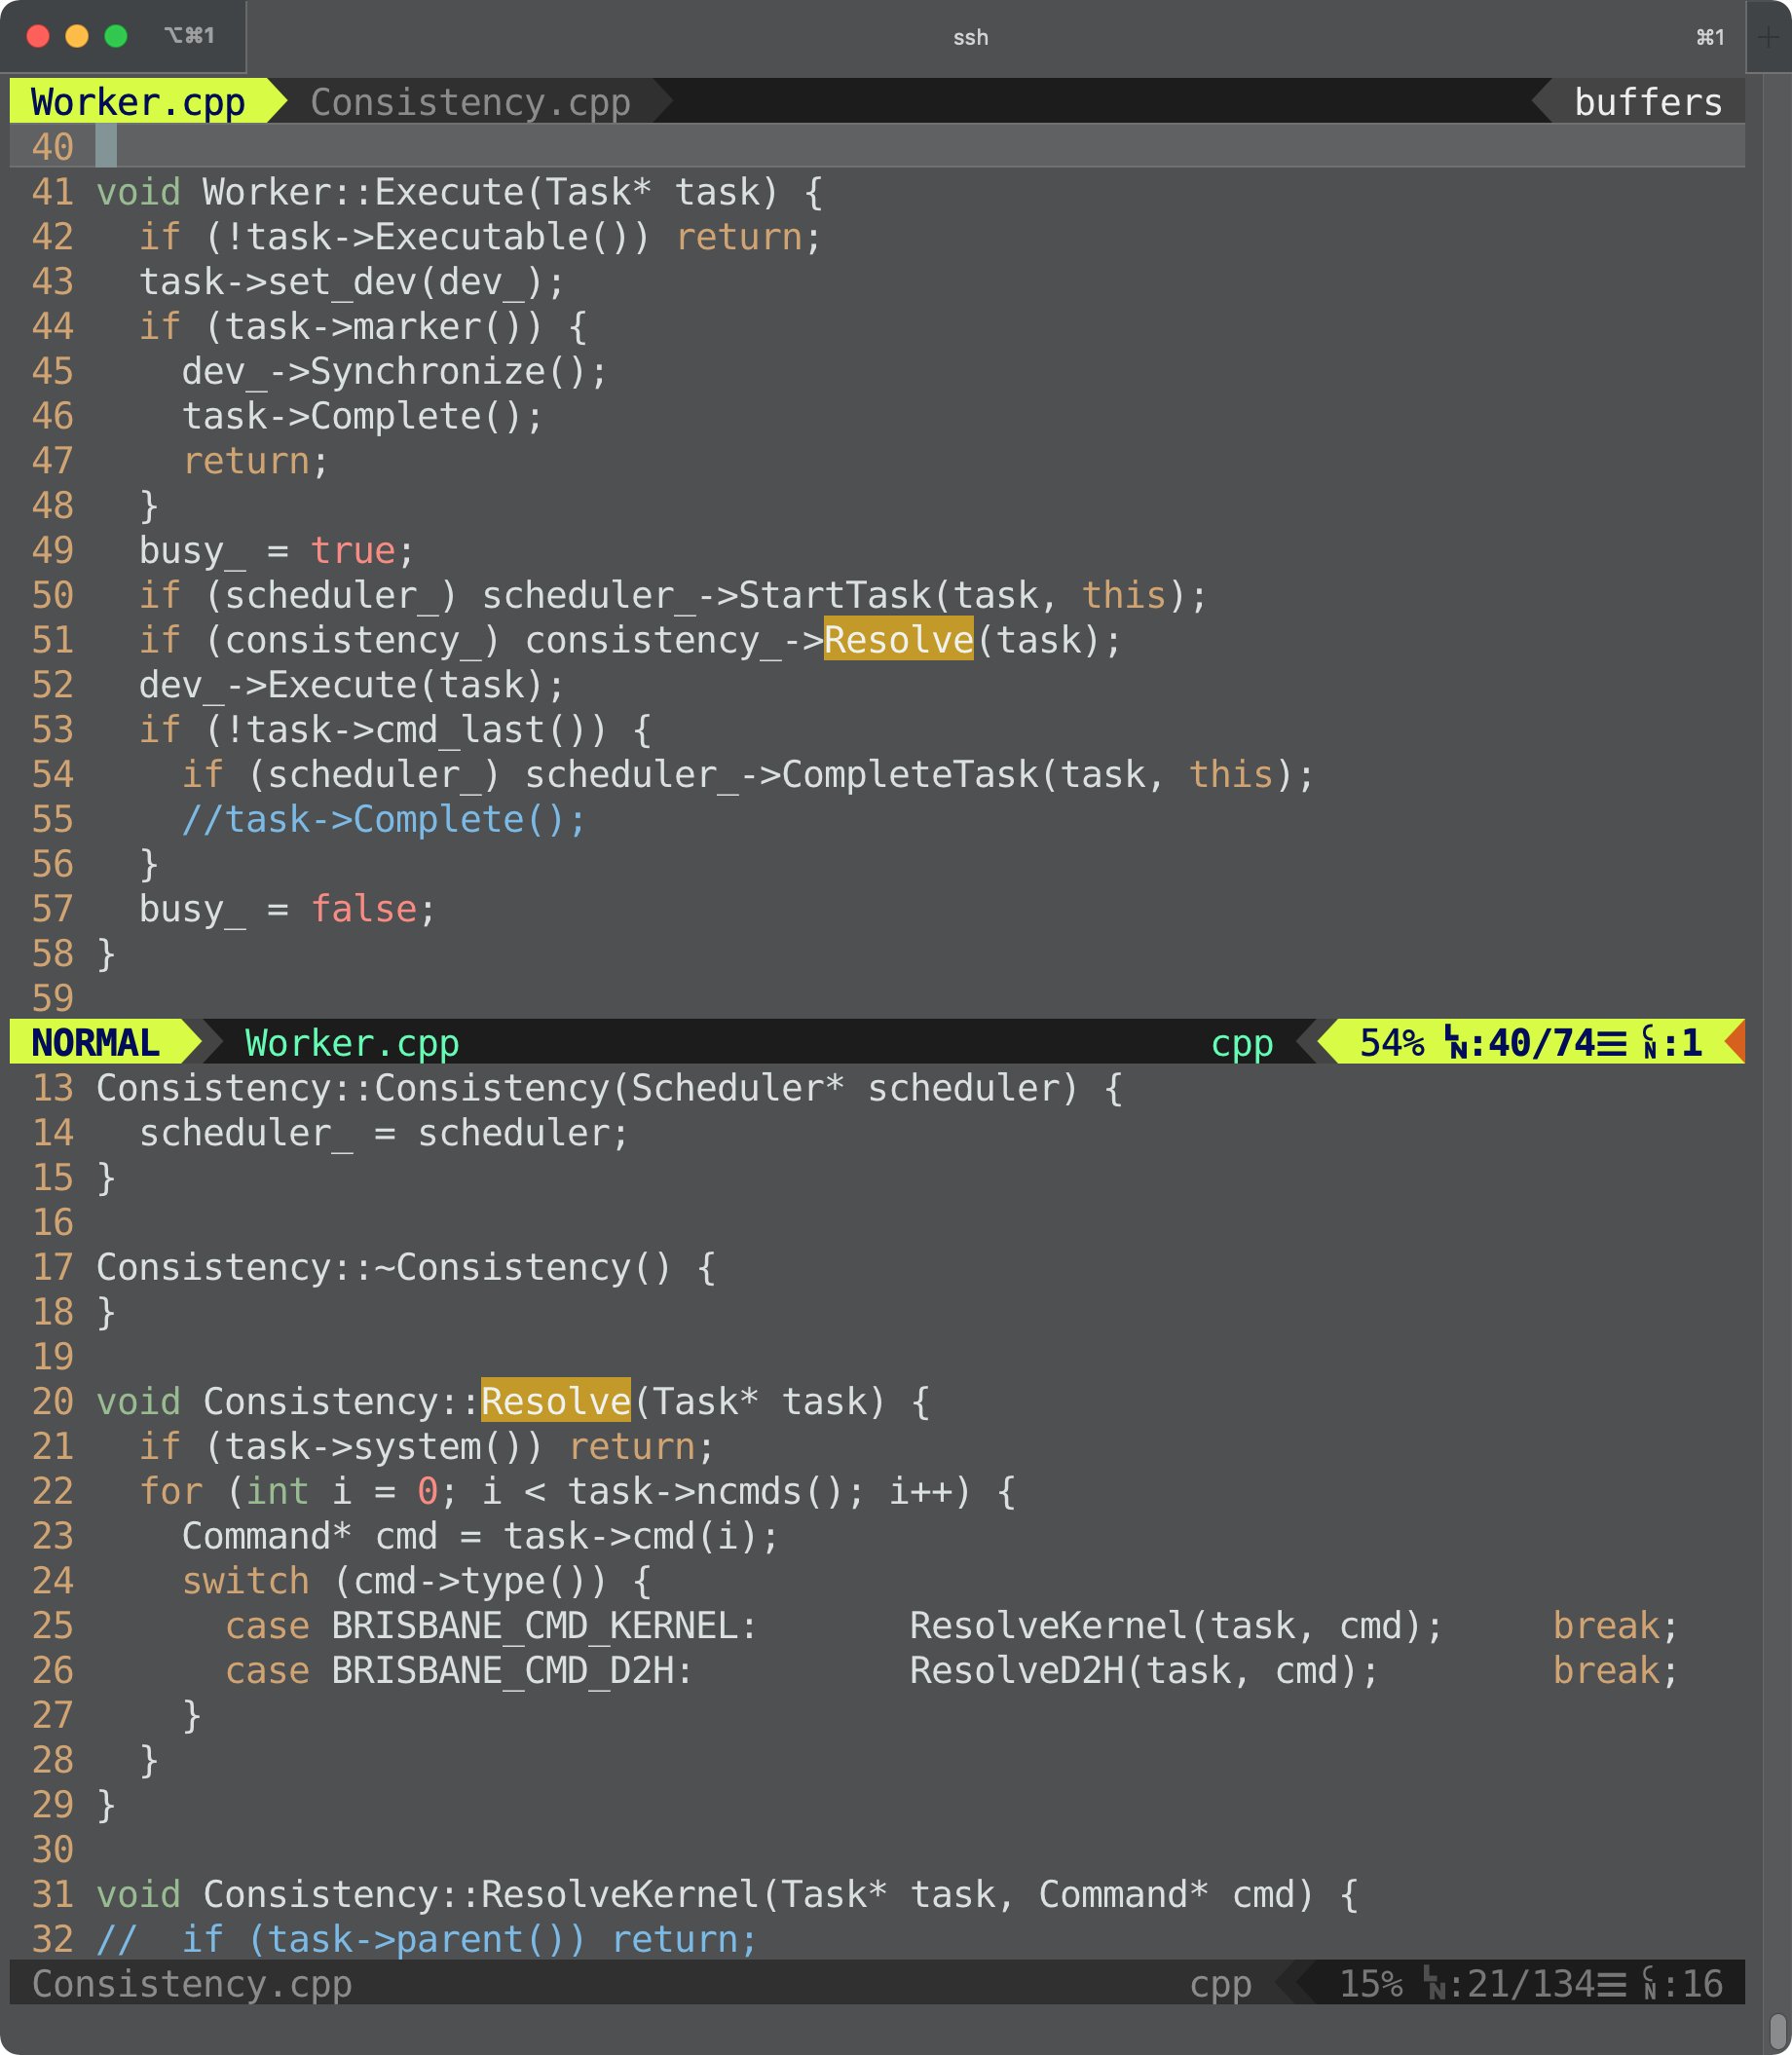 ⌥⌘1 ssh ⌘1 +
Worker.cpp Consistency.cpp buffers
40
41 void Worker::Execute(Task* task) {
42   if (!task->Executable()) return;
43   task->set_dev(dev_);
44   if (task->marker()) {
45     dev_->Synchronize();
46     task->Complete();
47     return;
48   }
49   busy_ = true;
50   if (scheduler_) scheduler_->StartTask(task, this);
51   if (consistency_) consistency_->Resolve(task);
52   dev_->Execute(task);
53   if (!task->cmd_last()) {
54     if (scheduler_) scheduler_->CompleteTask(task, this);
55     //task->Complete();
56   }
57   busy_ = false;
58 }
59
NORMAL Worker.cpp cpp 54% LN:40/74☰ CN:1
13 Consistency::Consistency(Scheduler* scheduler) {
14   scheduler_ = scheduler;
15 }
16
17 Consistency::~Consistency() {
18 }
19
20 void Consistency::Resolve(Task* task) {
21   if (task->system()) return;
22   for (int i = 0; i < task->ncmds(); i++) {
23     Command* cmd = task->cmd(i);
24     switch (cmd->type()) {
25       case BRISBANE_CMD_KERNEL:       ResolveKernel(task, cmd);     break;
26       case BRISBANE_CMD_D2H:          ResolveD2H(task, cmd);        break;
27     }
28   }
29 }
30
31 void Consistency::ResolveKernel(Task* task, Command* cmd) {
32 //  if (task->parent()) return;
Consistency.cpp cpp 15% LN:21/134☰ CN:16